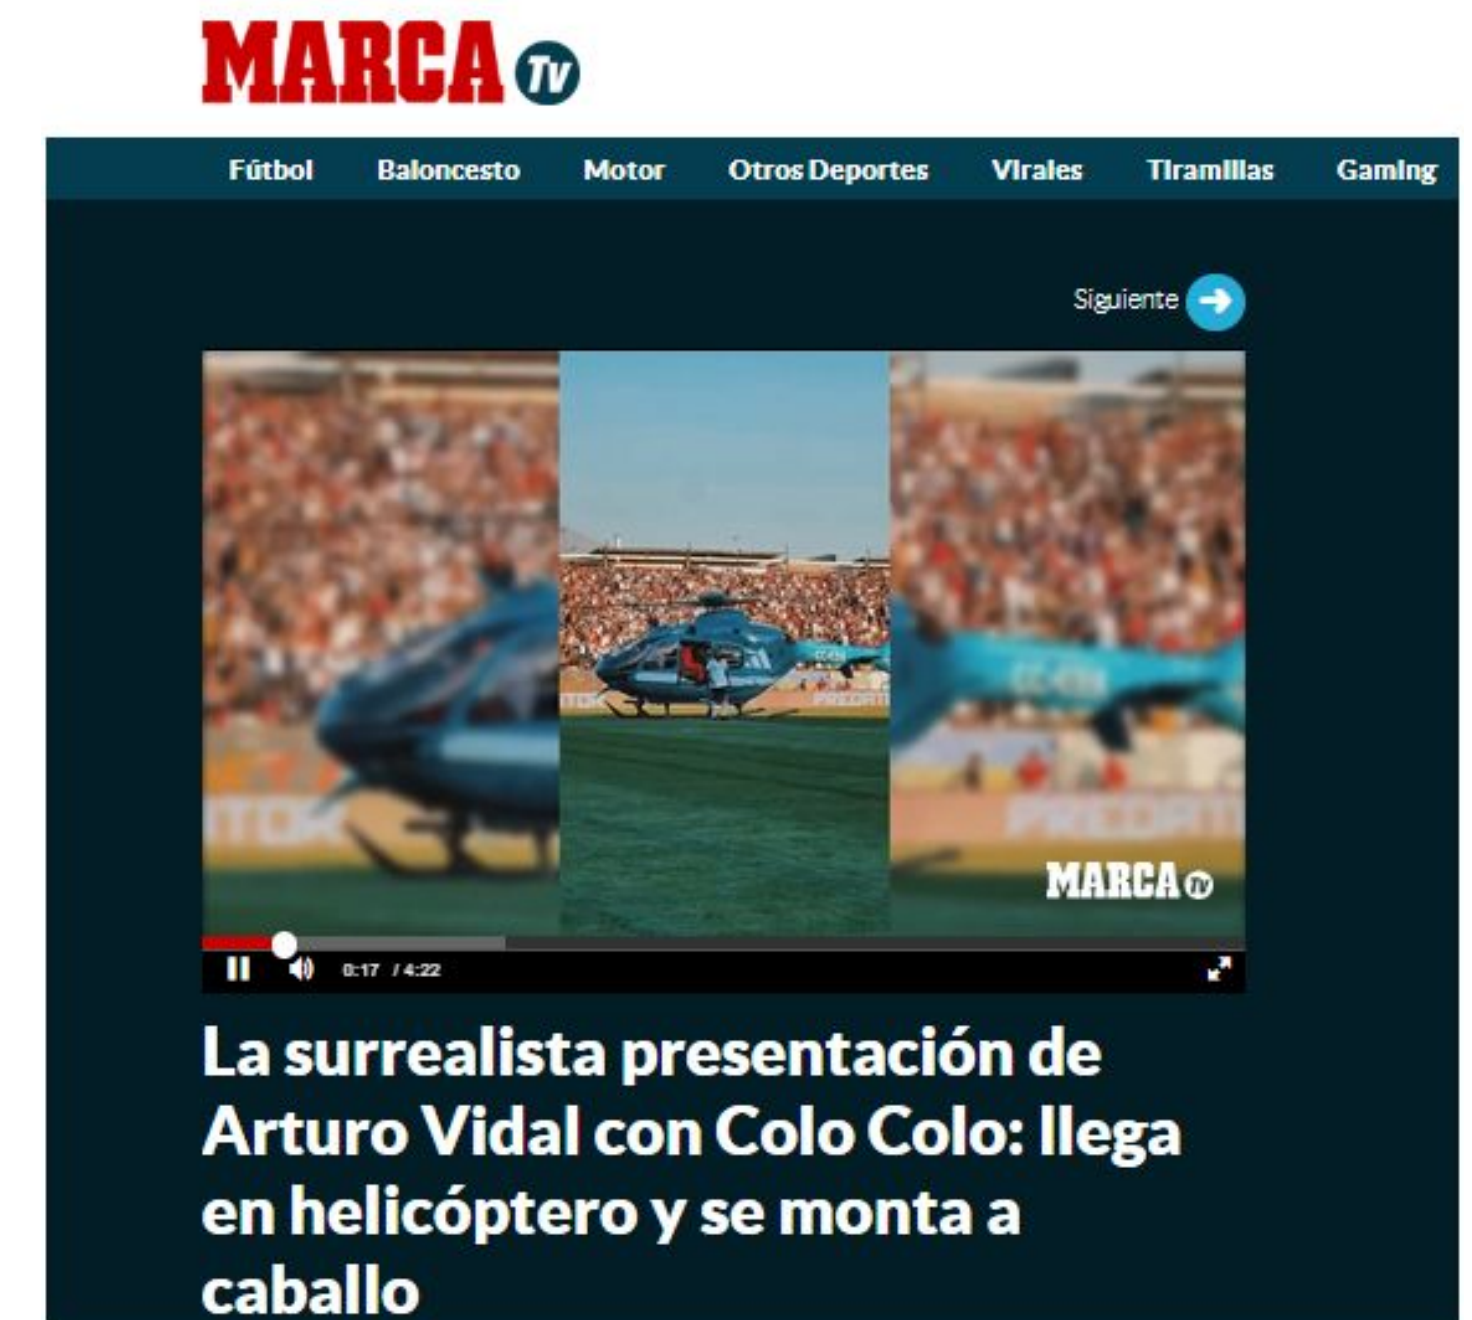 MARCA TV
Fútbol Baloncesto Motor Otros Deportes Virales Tiramillas Gaming
Siguiente
PREDAT
MARCA TV
0:17 / 4:22
La surrealista presentación de
Arturo Vidal con Colo Colo: llega
en helicóptero y se monta a
caballo